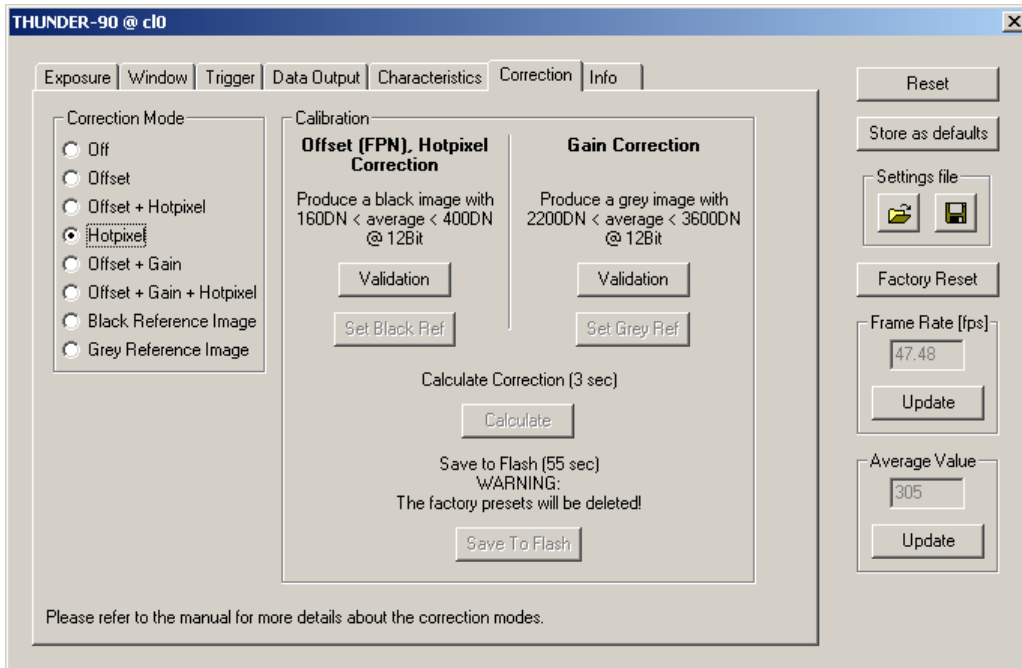 THUNDER-90 @ cl0
Exposure
Window
Trigger
Data Output
Characteristics
Correction
Info
Correction Mode
Off
Offset
Offset + Hotpixel
Hotpixel
Offset + Gain
Offset + Gain + Hotpixel
Black Reference Image
Grey Reference Image
Calibration
Offset (FPN), Hotpixel
Correction
Produce a black image with
160DN < average < 400DN
@ 12Bit
Validation
Set Black Ref
Gain Correction
Produce a grey image with
2200DN < average < 3600DN
@ 12Bit
Validation
Set Grey Ref
Calculate Correction (3 sec)
Calculate
Save to Flash (55 sec)
WARNING:
The factory presets will be deleted!
Save To Flash
Please refer to the manual for more details about the correction modes.
Reset
Store as defaults
Settings file
Factory Reset
Frame Rate [fps]
47.48
Update
Average Value
305
Update